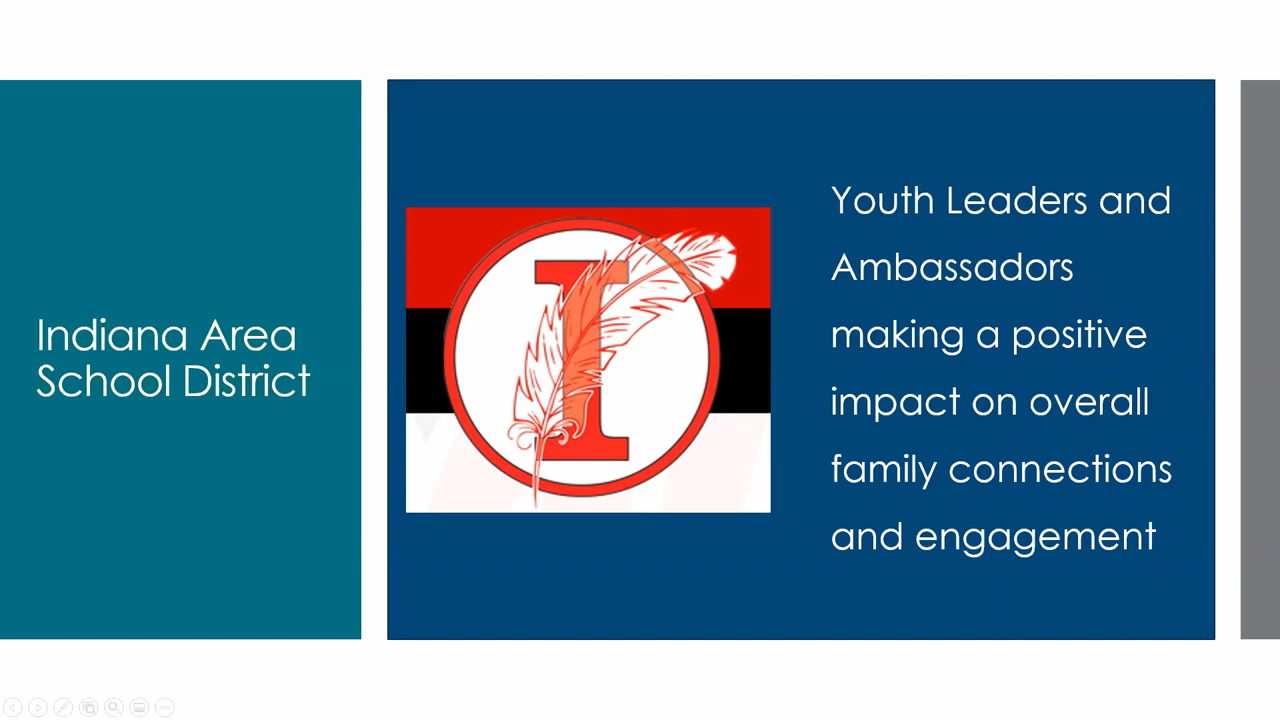 Indiana Area
School District
I
Youth Leaders and
Ambassadors
making a positive
impact on overall
family connections
and engagement